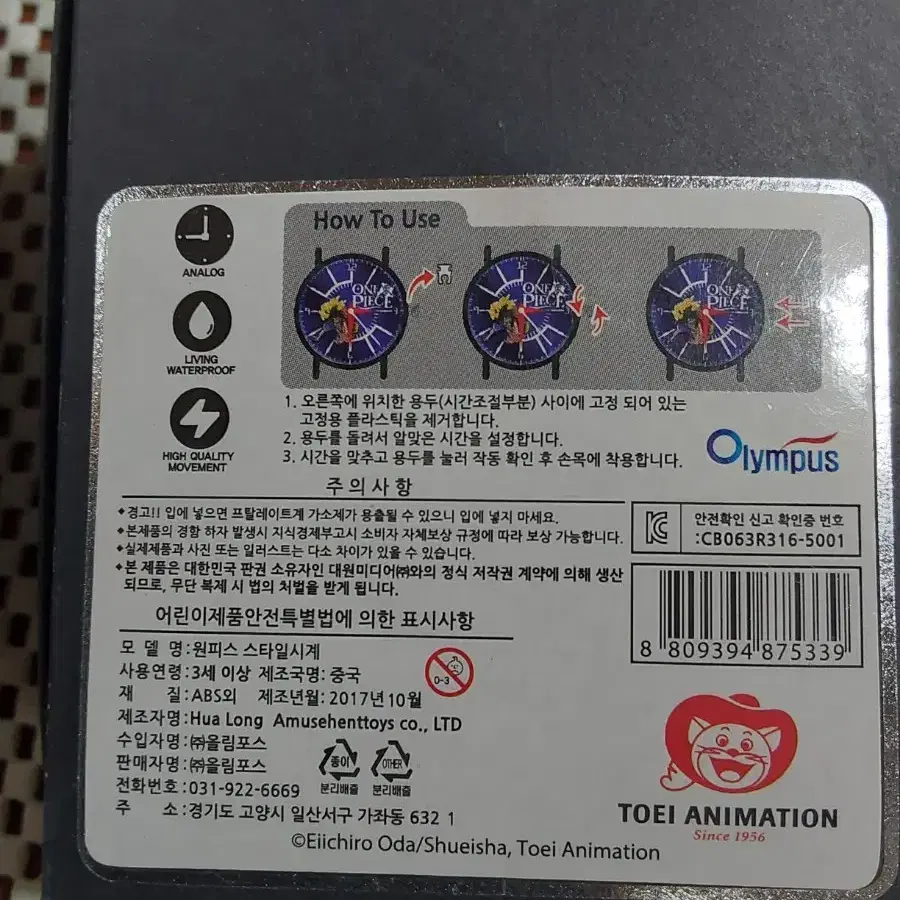 How To Use
ANALOG
LIVING
WATERPROOF
HIGH QUALITY
MOVEMENT
ONE PIECE
ONE PIECE
ONE PIECE
1. 오른쪽에 위치한 용두(시간조절부분) 사이에 고정 되어 있는
고정용 플라스틱을 제거합니다.
2. 용두를 돌려서 알맞은 시간을 설정합니다.
3. 시간을 맞추고 용두를 눌러 작동 확인 후 손목에 착용합니다.
Olympus
주 의 사 항
•경고!! 입에 넣으면 프탈레이트계 가소제가 용출될 수 있으니 입에 넣지 마세요.
•본제품의 결함 하자 발생시 지식경제부고시 소비자 자체보상 규정에 따라 보상 가능합니다.
•실제제품과 사진 또는 일러스트는 다소 차이가 있을 수 있습니다.
•본 제품은 대한민국 판권 소유자인 대원미디어㈜와의 정식 저작권 계약에 의해 생산
되므로, 무단 복제 시 법의 처벌을 받게 됩니다.
안전확인 신고 확인증 번호
:CB063R316-5001
8 809394 875339
어린이제품안전특별법에 의한 표시사항
모 델 명:원피스 스타일시계
사용연령:3세 이상 제조국명: 중국
재 질:ABS외 제조년월: 2017년 10월
제조자명:Hua Long Amusehenttoys co., LTD
수입자명:㈜올림포스
판매자명:㈜올림포스
전화번호:031-922-6669
주 소:경기도 고양시 일산서구 가좌동 632 1
0-3
종이
분리배출
OTHER
분리배출
TOEI ANIMATION
Since 1956
©Eiichiro Oda/Shueisha, Toei Animation